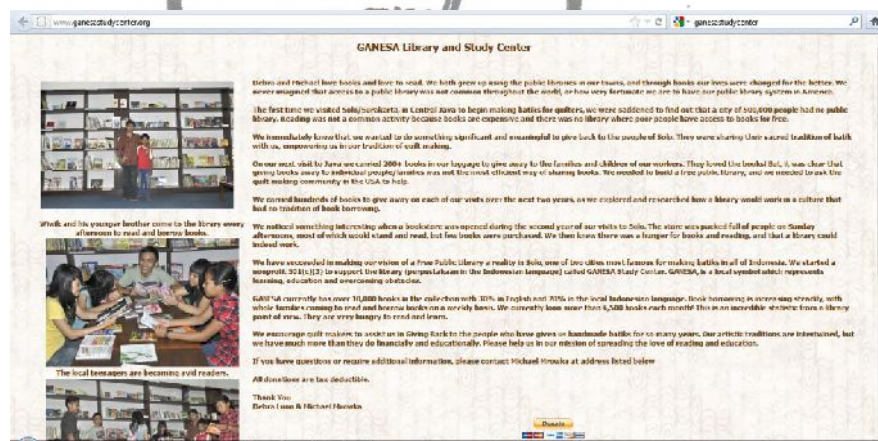 www.ganesastudycenter.org
ganesastudycenter
GANESA Library and Study Center
Debra and Michael love books and love to read. We both grew up using the public libraries in our towns, and through books our lives were changed for the better. We
never imagined that access to a public library was not common throughout the world, or how very fortunate we are to have our public library system in America.
The first time we visited Solo/Surakarta, in Central Java to begin making batiks for quilters, we were saddened to find out that a city of 500,000 people had no public
library. Reading was not a common activity because books are expensive and there was no library where poor people have access to books for free.
We immediately knew that we wanted to do something significant and meaningful to give back to the people of Solo. They were sharing their sacred tradition of batik
with us, empowering us in our tradition of quilt making.
On our next visit to Java we carried 200+ books in our luggage to give away to the families and children of our workers. They loved the books! But, it was clear that
giving books away to individual people/families was not the most efficient way of sharing books. We needed to build a free public library, and we needed to ask the
quilt making community in the USA to help.
We carried hundreds of books to give away on each of our visits over the next two years, as we explored and researched how a library would work in a culture that
had no tradition of book borrowing.
Wiwik and his younger brother come to the library every
afternoon to read and borrow books.
We noticed something interesting when a bookstore was opened during the second year of our visits to Solo. The store was packed full of people on Sunday
afternoons, most of which would stand and read, but few books were purchased. We then knew there was a hunger for books and reading, and that a library could
indeed work.
We have succeeded in making our vision of a Free Public Library a reality in Solo, one of two cities most famous for making batiks in all of Indonesia. We started a
nonprofit, 501(c)(3) to support the library (perpustakaan in the Indonesian language) called GANESA Study Center. GANESA, is a local symbol which represents
learning, education and overcoming obstacles.
GANESA currently has over 10,000 books in the collection with 30% in English and 70% in the local Indonesian language. Book borrowing is increasing steadily, with
whole families coming to read and borrow books on a weekly basis. We currently loan more than 6,500 books each month! This is an incredible statistic from a library
point of view. They are very hungry to read and learn.
We encourage quilt makers to assist us in Giving Back to the people who have given us handmade batiks for so many years. Our artistic traditions are intertwined, but
we have much more than they do financially and educationally. Please help us in our mission of spreading the love of reading and education.
The local teenagers are becoming avid readers.
If you have questions or require additional information, please contact Michael Mrowka at address listed below
All donations are tax deductible.
Thank You
Debra Lunn & Michael Mrowka
Donate